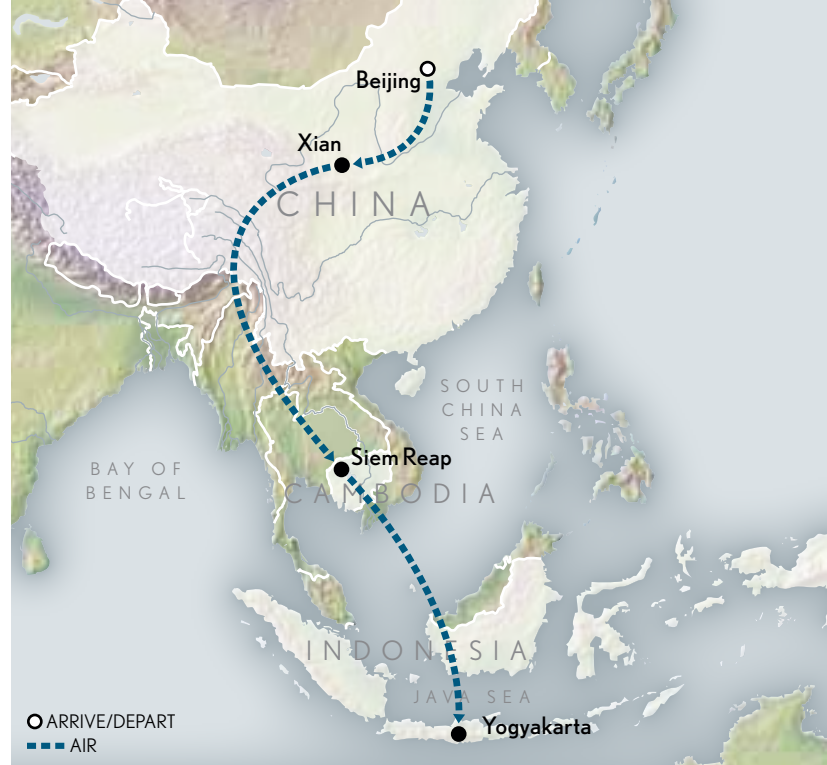 Beijing
Xian
CHINA
SOUTH
CHINA
SEA
Siem Reap
BAY OF
BENGAL
CAMBODIA
INDONESIA
JAVA SEA
ARRIVE/DEPART
Yogyakarta
AIR